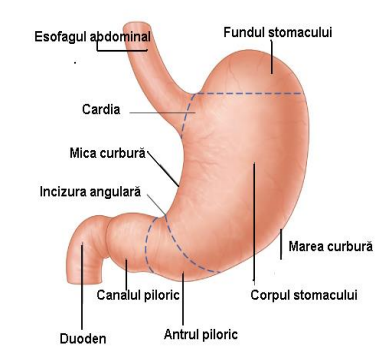 Fundul stomacului
Esofagul abdominal
Cardia
Mica curbură
Incizura angulară
Marea curbură
Canalul piloric
Corpul stomacului
Duoden
Antrul piloric